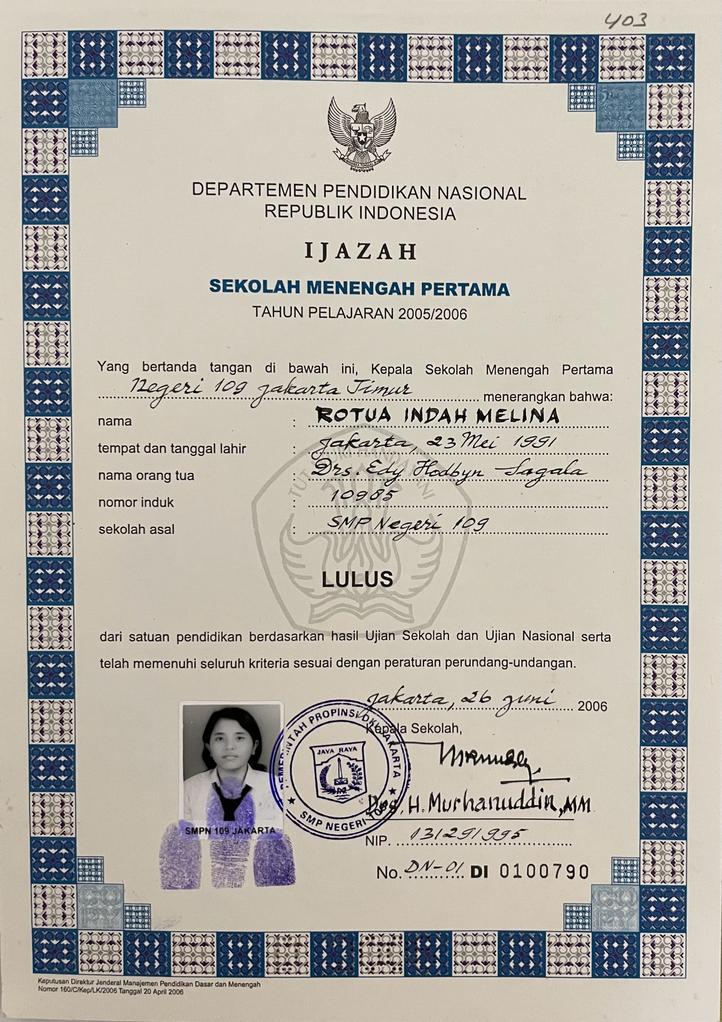 403
DEPARTEMEN PENDIDIKAN NASIONAL
REPUBLIK INDONESIA
IJAZAH
SEKOLAH MENENGAH PERTAMA
TAHUN PELAJARAN 2005/2006
Yang bertanda tangan di bawah ini, Kepala Sekolah Menengah Pertama
Negeri 109 Jakarta Timur menerangkan bahwa:
nama : ROTUA INDAH MELINA
tempat dan tanggal lahir : Jakarta, 23 Mei 1991
nama orang tua : Drs. Edy Hodbyn Sagala
nomor induk : 10985
sekolah asal : SMP Negeri 109
LULUS
dari satuan pendidikan berdasarkan hasil Ujian Sekolah dan Ujian Nasional serta
telah memenuhi seluruh kriteria sesuai dengan peraturan perundang-undangan.
Jakarta, 26 Juni 2006
Kepala Sekolah,
PEMERINTAH PROPINSI DKI JAKARTA
JAYA RAYA
SMP NEGERI
Drs. H. Murhanuddin, MM
SMPN 109 JAKARTA
NIP. 131291995
No. DN-01 DI 0100790
Keputusan Direktur Jenderal Manajemen Pendidikan Dasar dan Menengah
Nomor 160/C/Kep/LK/2006 Tanggal 20 April 2006